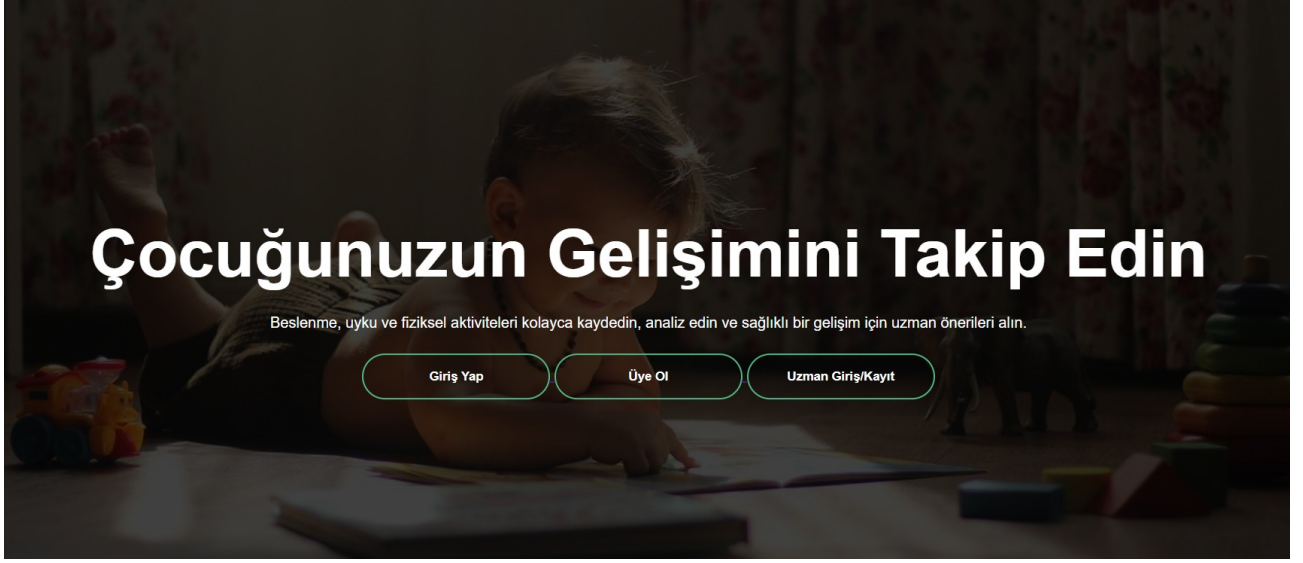 Çocuğunuzun Gelişimini Takip Edin
Beslenme, uyku ve fiziksel aktiviteleri kolayca kaydedin, analiz edin ve sağlıklı bir gelişim için uzman önerileri alın.
Giriş Yap
Üye Ol
Uzman Giriş/Kayıt